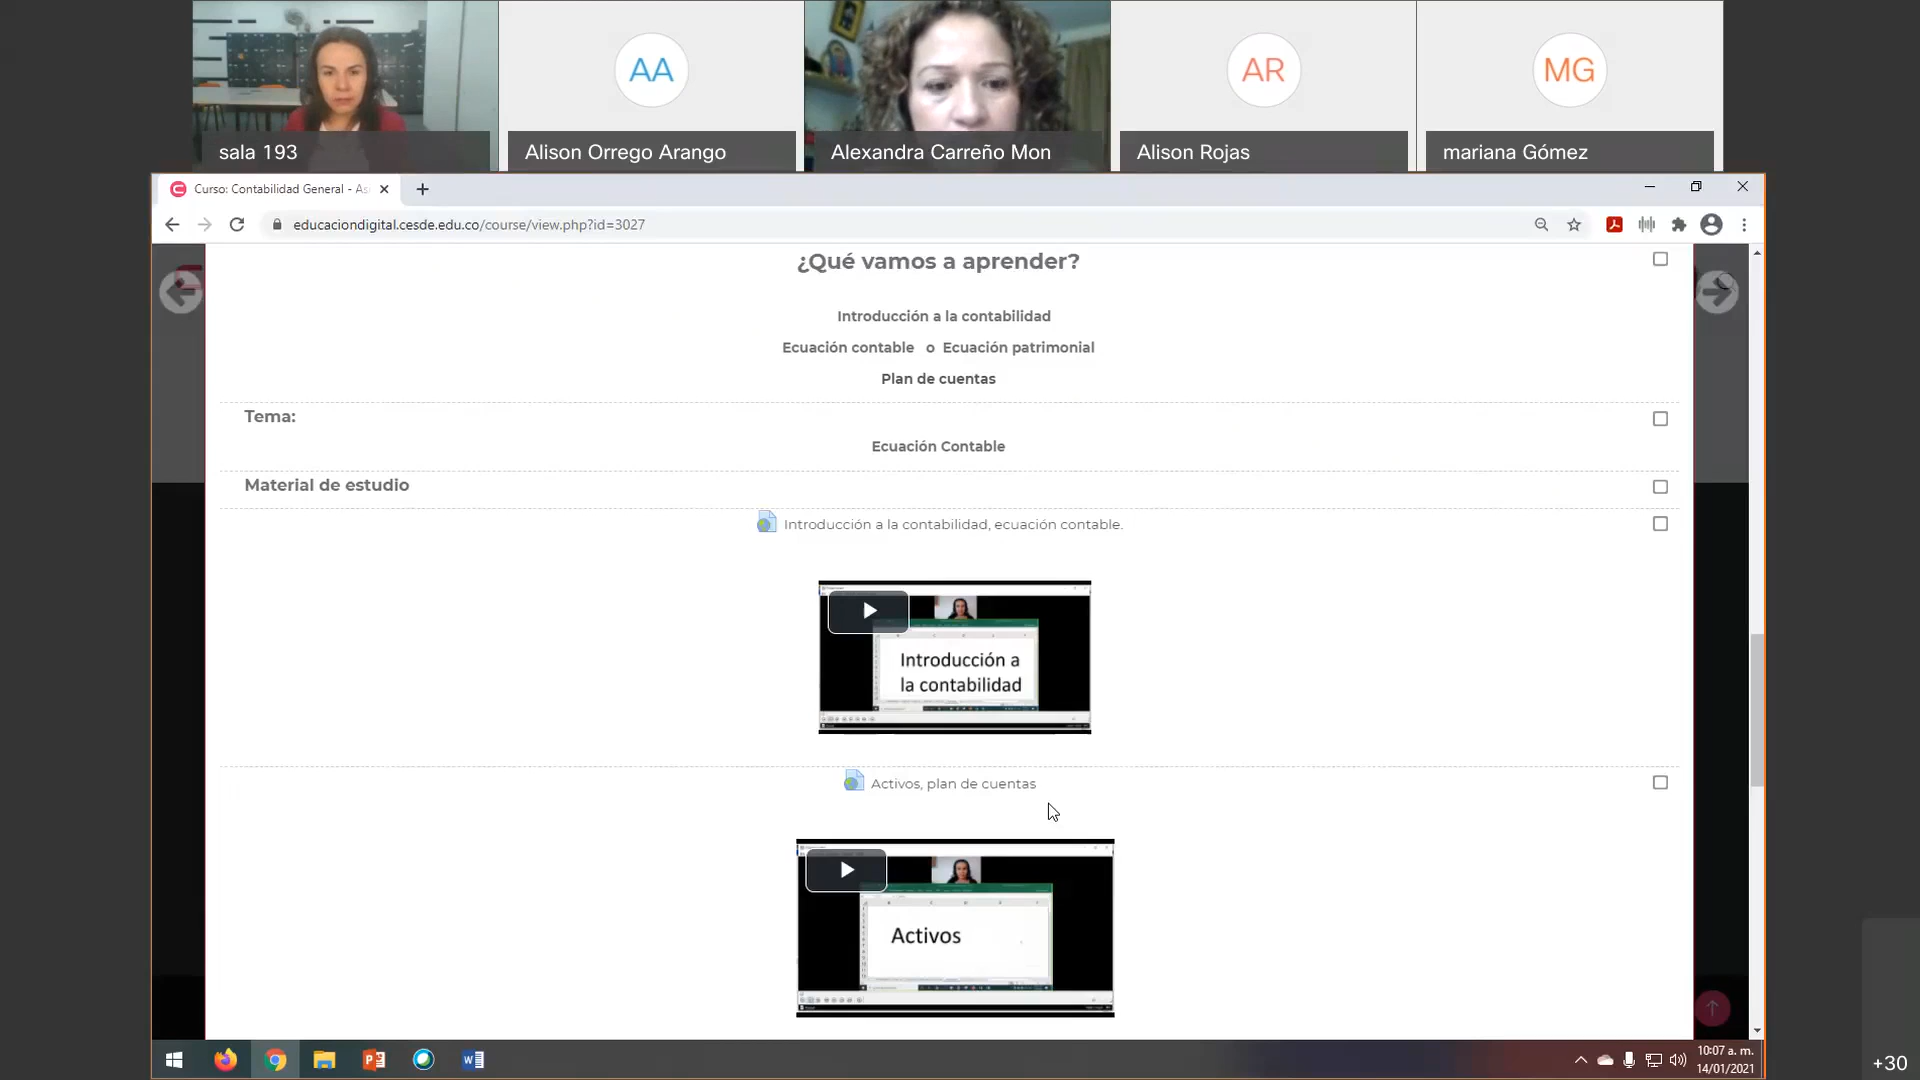 AA
AR
MG
sala 193
Alison Orrego Arango
Alexandra Carreño Mon
Alison Rojas
mariana Gómez
Curso: Contabilidad General - As
educaciondigital.cesde.edu.co/course/view.php?id=3027
¿Qué vamos a aprender?
Introducción a la contabilidad
Ecuación contable o Ecuación patrimonial
Plan de cuentas
Tema:
Ecuación Contable
Material de estudio
Introducción a la contabilidad, ecuación contable.
Introducción a
la contabilidad
Activos, plan de cuentas
Activos
10:07 a. m.
14/01/2021
+30